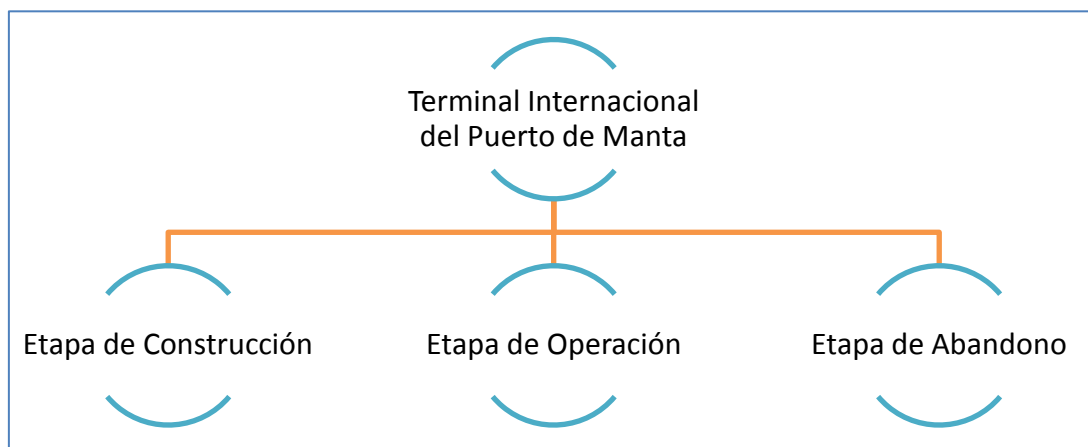 Terminal Internacional
del Puerto de Manta
Etapa de Construcción
Etapa de Operación
Etapa de Abandono